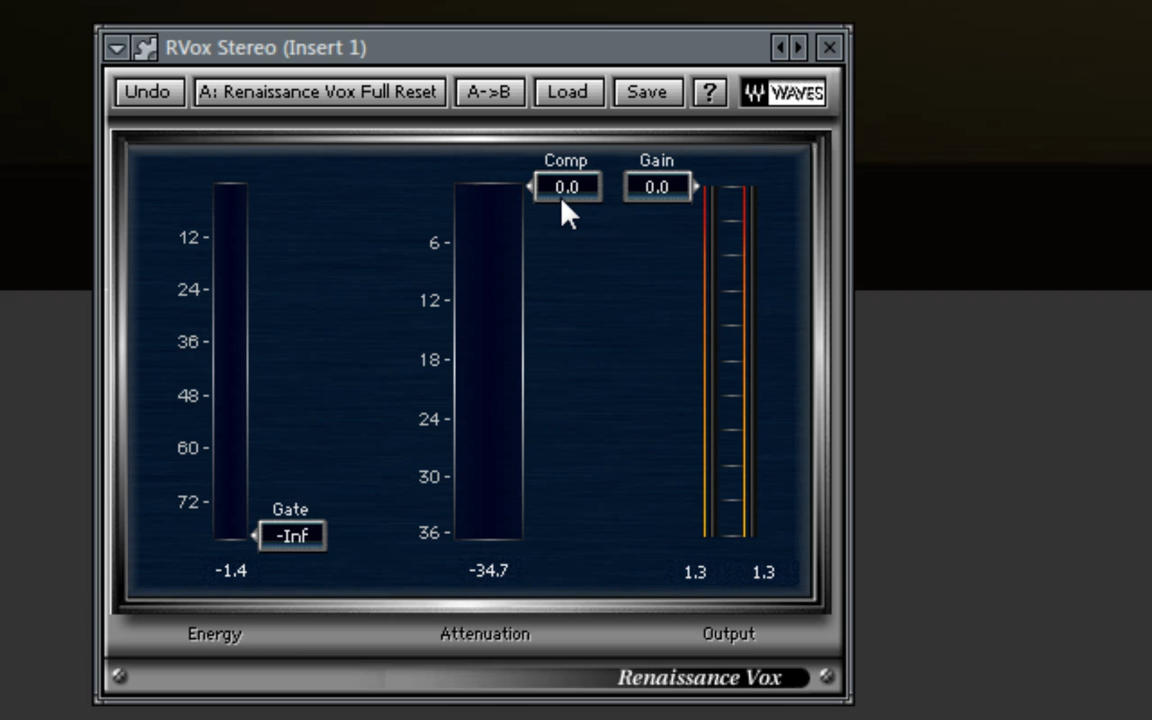 RVox Stereo (Insert 1)
Undo A: Renaissance Vox Full Reset A->B Load Save ? WAVES
Comp Gain
0.0 0.0
12
24
36
48
60
72
6
12
18
24
30
36
Gate
-Inf
-1.4 -34.7 1.3 1.3
Energy Attenuation Output
Renaissance Vox